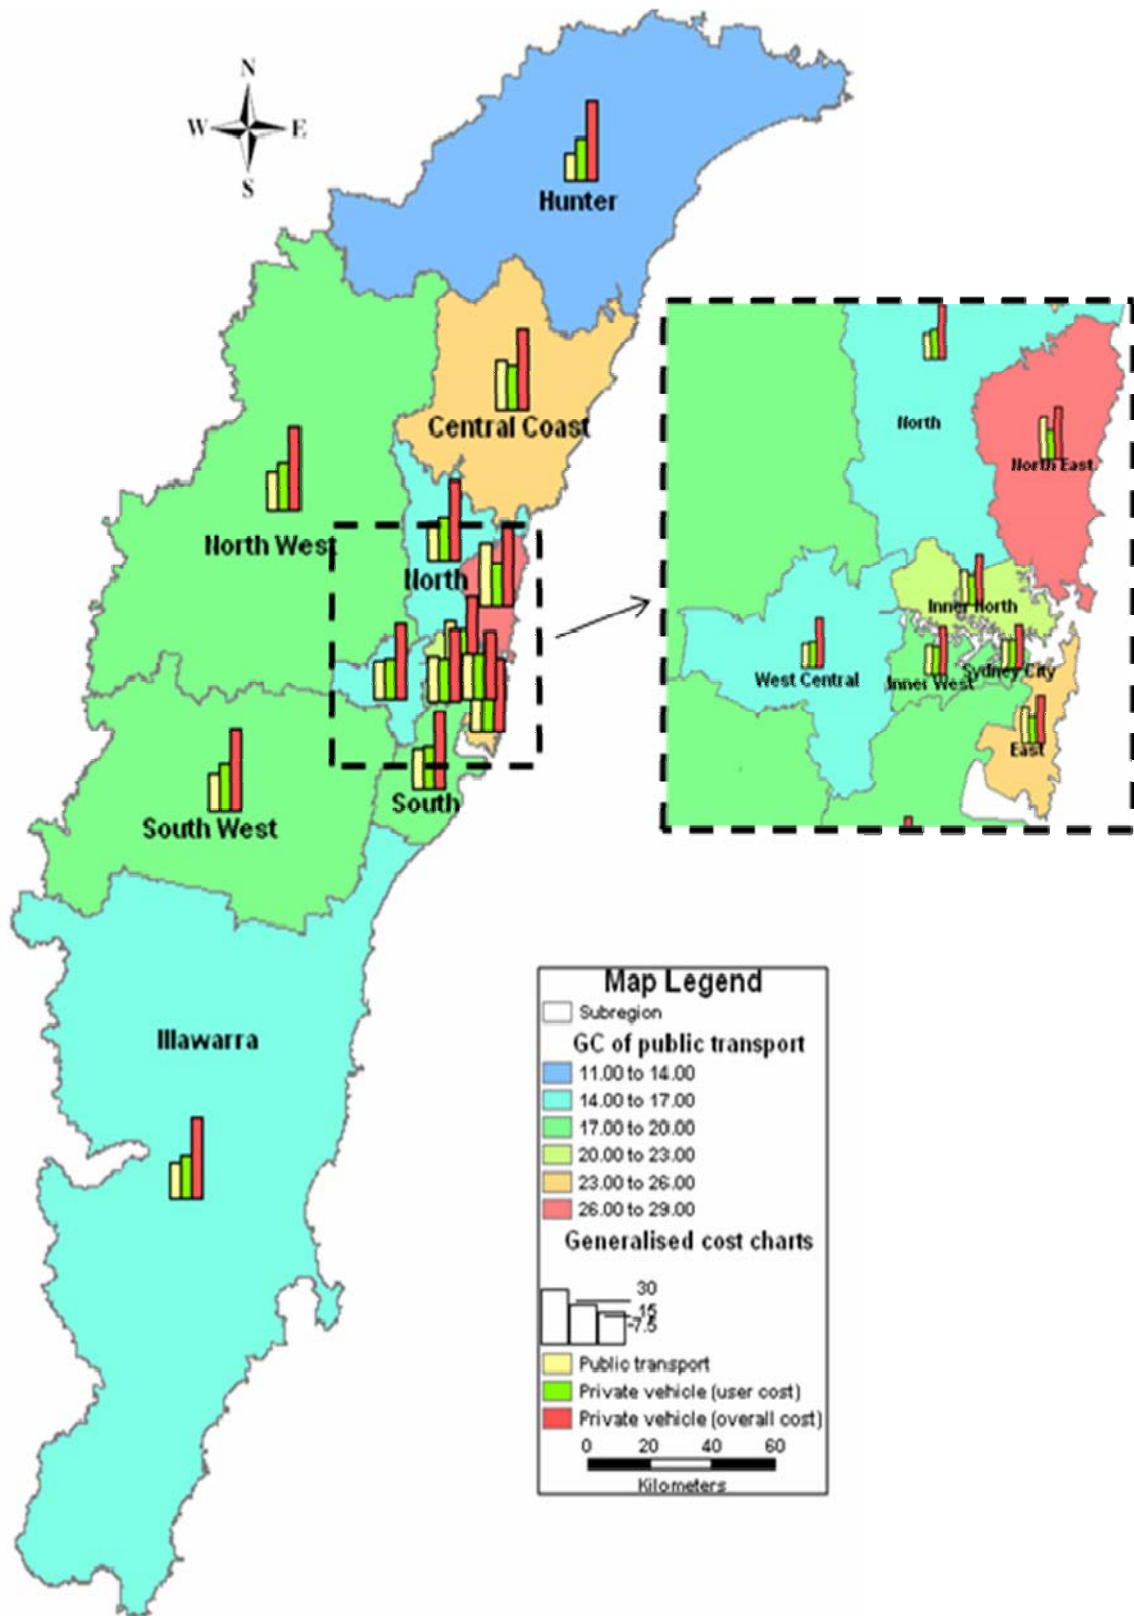 N
W E
S
Hunter
Central Coast
North West
North
South West
South
Illawarra
North
North East
Inner North
West Central
Inner West
Sydney City
East
Map Legend
Subregion
GC of public transport
11.00 to 14.00
14.00 to 17.00
17.00 to 20.00
20.00 to 23.00
23.00 to 26.00
26.00 to 29.00
Generalised cost charts
30
15
7.5
Public transport
Private vehicle (user cost)
Private vehicle (overall cost)
0 20 40 60
Kilometers